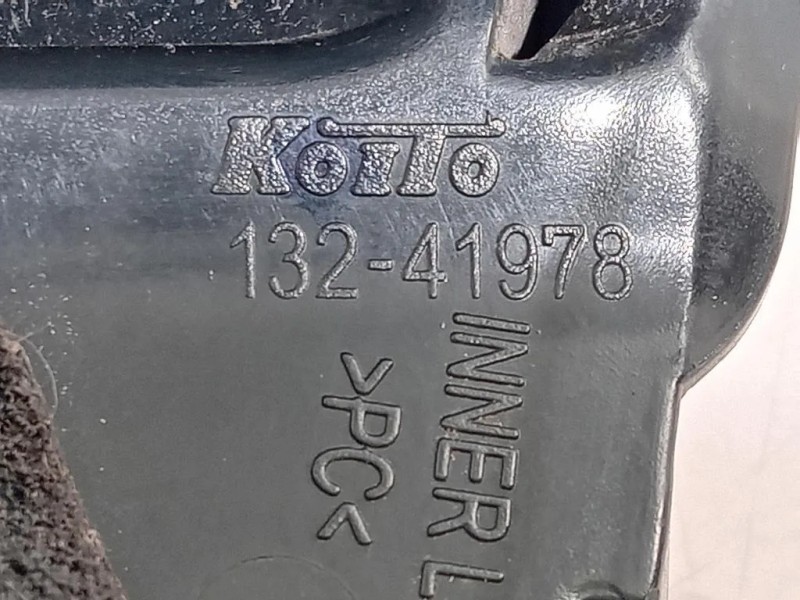 KOITO
132-41978
INNER L
>PC<